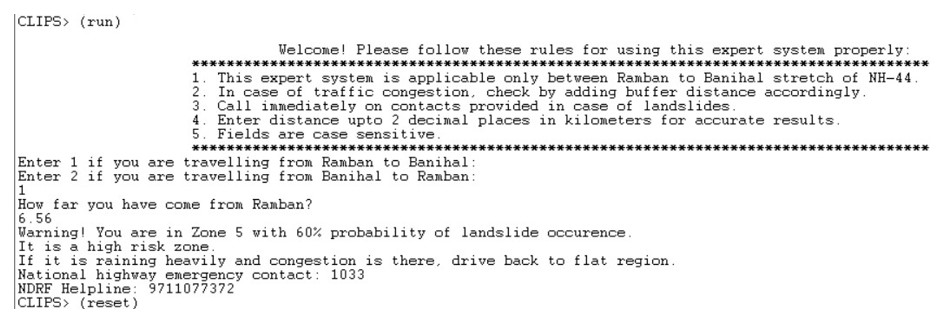 CLIPS> (run)
Welcome! Please follow these rules for using this expert system properly:
*****************************************************************************************
1. This expert system is applicable only between Ramban to Banihal stretch of NH-44.
2. In case of traffic congestion, check by adding buffer distance accordingly.
3. Call immediately on contacts provided in case of landslides.
4. Enter distance upto 2 decimal places in kilometers for accurate results.
5. Fields are case sensitive.
*****************************************************************************************
Enter 1 if you are travelling from Ramban to Banihal:
Enter 2 if you are travelling from Banihal to Ramban:
1
How far you have come from Ramban?
6.56
Warning! You are in Zone 5 with 60% probability of landslide occurence.
It is a high risk zone.
If it is raining heavily and congestion is there, drive back to flat region.
National highway emergency contact: 1033
NDRF Helpline: 9711077372
CLIPS> (reset)